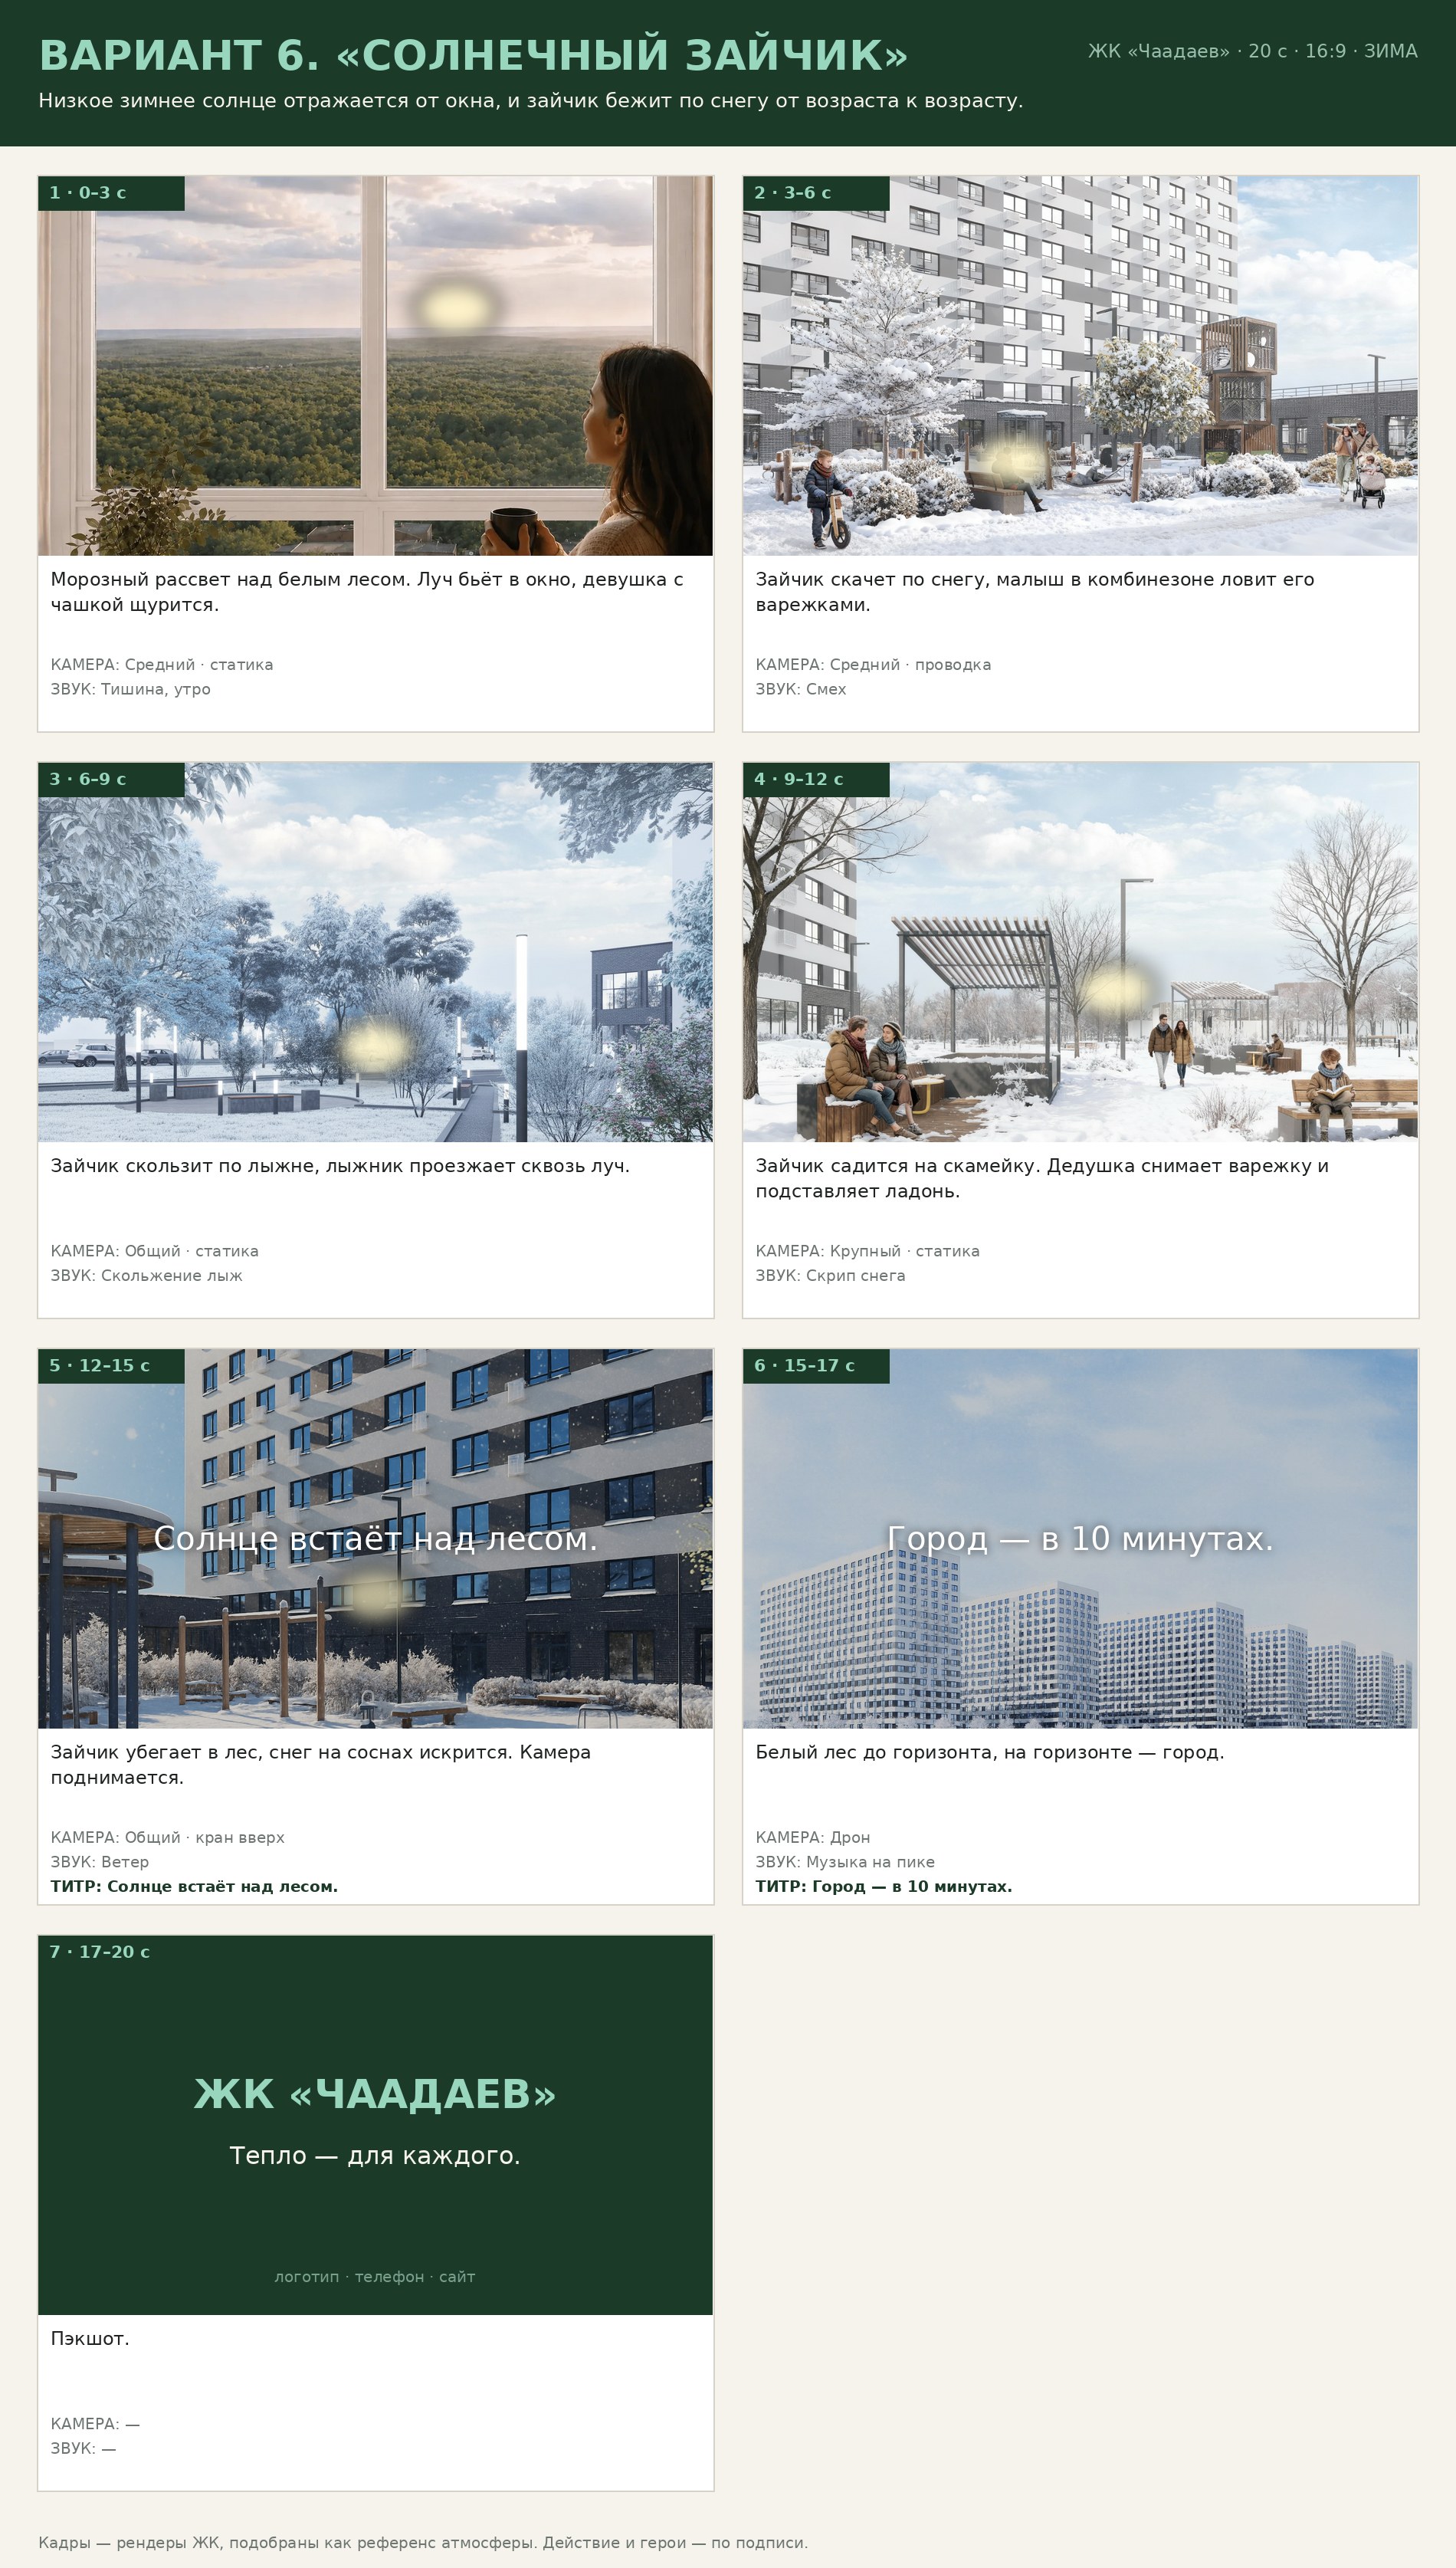 ВАРИАНТ 6. «СОЛНЕЧНЫЙ ЗАЙЧИК»
ЖК «Чаадаев» · 20 с · 16:9 · ЗИМА
Низкое зимнее солнце отражается от окна, и зайчик бежит по снегу от возраста к возрасту.
1 · 0–3 с
Морозный рассвет над белым лесом. Луч бьёт в окно, девушка с
чашкой щурится.
КАМЕРА: Средний · статика
ЗВУК: Тишина, утро
2 · 3–6 с
Зайчик скачет по снегу, малыш в комбинезоне ловит его
варежками.
КАМЕРА: Средний · проводка
ЗВУК: Смех
3 · 6–9 с
Зайчик скользит по лыжне, лыжник проезжает сквозь луч.
КАМЕРА: Общий · статика
ЗВУК: Скольжение лыж
4 · 9–12 с
Зайчик садится на скамейку. Дедушка снимает варежку и
подставляет ладонь.
КАМЕРА: Крупный · статика
ЗВУК: Скрип снега
5 · 12–15 с
Солнце встаёт над лесом.
Зайчик убегает в лес, снег на соснах искрится. Камера
поднимается.
КАМЕРА: Общий · кран вверх
ЗВУК: Ветер
ТИТР: Солнце встаёт над лесом.
6 · 15–17 с
Город — в 10 минутах.
Белый лес до горизонта, на горизонте — город.
КАМЕРА: Дрон
ЗВУК: Музыка на пике
ТИТР: Город — в 10 минутах.
7 · 17–20 с
ЖК «ЧААДАЕВ»
Тепло — для каждого.
логотип · телефон · сайт
Пэкшот.
КАМЕРА: —
ЗВУК: —
Кадры — рендеры ЖК, подобраны как референс атмосферы. Действие и герои — по подписи.